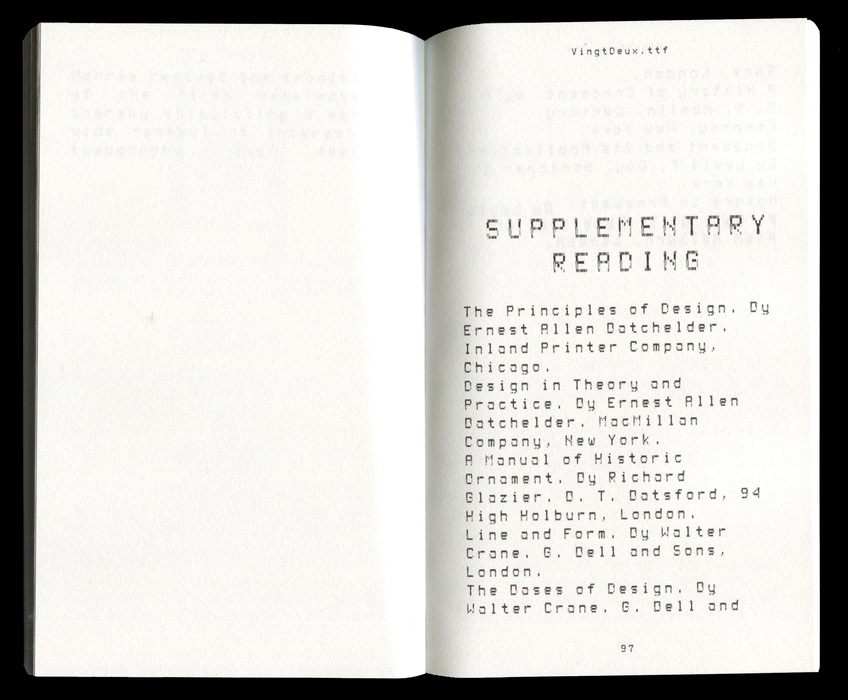 VingtDeux.ttf
SUPPLEMENTARY
READING
The Principles of Design. By
Ernest Allen Batchelder.
Inland Printer Company,
Chicago.
Design in Theory and
Practice. By Ernest Allen
Batchelder. MacMillan
Company, New York.
A Manual of Historic
Ornament. By Richard
Glazier. B. T. Batsford, 94
High Holburn, London.
Line and Form. By Walter
Crane. G. Bell and Sons,
London.
The Bases of Design. By
Walter Crane. G. Bell and
97